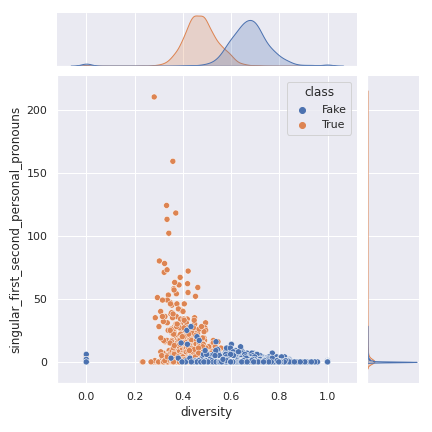 class
Fake
True
singular_first_second_personal_pronouns
200
150
100
50
0
0.0 0.2 0.4 0.6 0.8 1.0
diversity